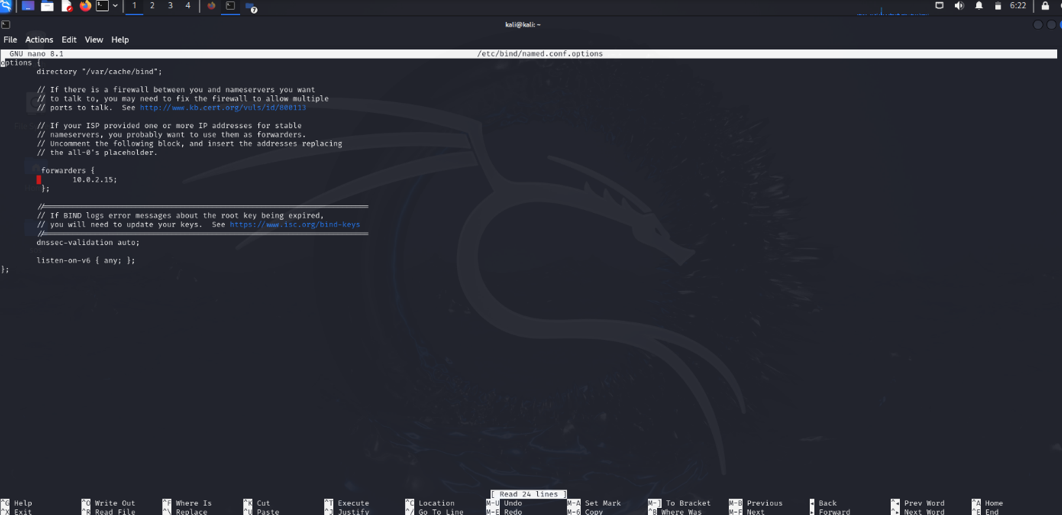 1 2 3 4 6:22
kali@kali: ~
File Actions Edit View Help
GNU nano 8.1 /etc/bind/named.conf.options
options {
directory "/var/cache/bind";
// If there is a firewall between you and nameservers you want
// to talk to, you may need to fix the firewall to allow multiple
// ports to talk. See http://www.kb.cert.org/vuls/id/800113
// If your ISP provided one or more IP addresses for stable
// nameservers, you probably want to use them as forwarders.
// Uncomment the following block, and insert the addresses replacing
// the all-0's placeholder.
forwarders {
10.0.2.15;
};
//========================================================================
// If BIND logs error messages about the root key being expired,
// you will need to update your keys. See https://www.isc.org/bind-keys
//========================================================================
dnssec-validation auto;
listen-on-v6 { any; };
};
[ Read 24 lines ]
^G Help ^O Write Out ^F Where Is ^K Cut ^T Execute ^C Location M-U Undo M-A Set Mark M-] To Bracket M-B Previous Back Prev Word ^A Home
^X Exit ^R Read File ^\ Replace ^U Paste ^J Justify ^/ Go To Line M-E Redo M-6 Copy ^B Where Was M-F Next Forward Next Word ^E End